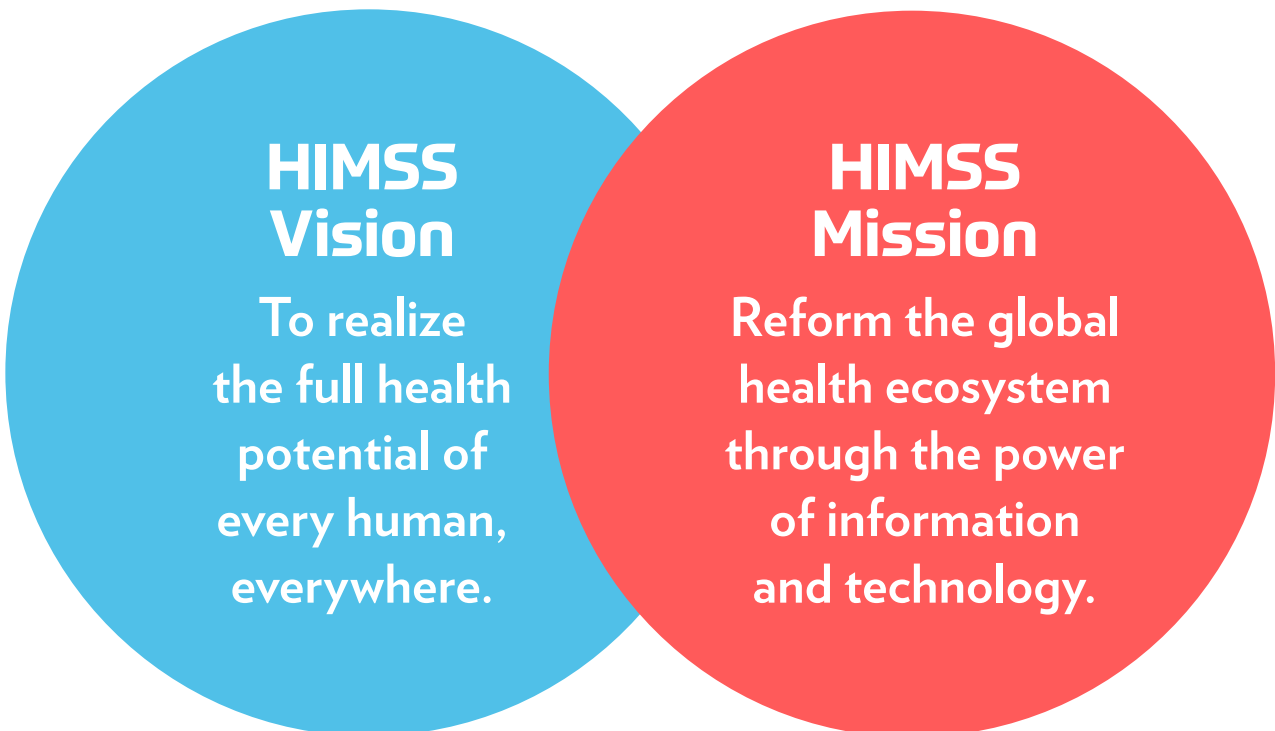 HIMSS
Vision
To realize
the full health
potential of
every human,
everywhere.
HIMSS
Mission
Reform the global
health ecosystem
through the power
of information
and technology.